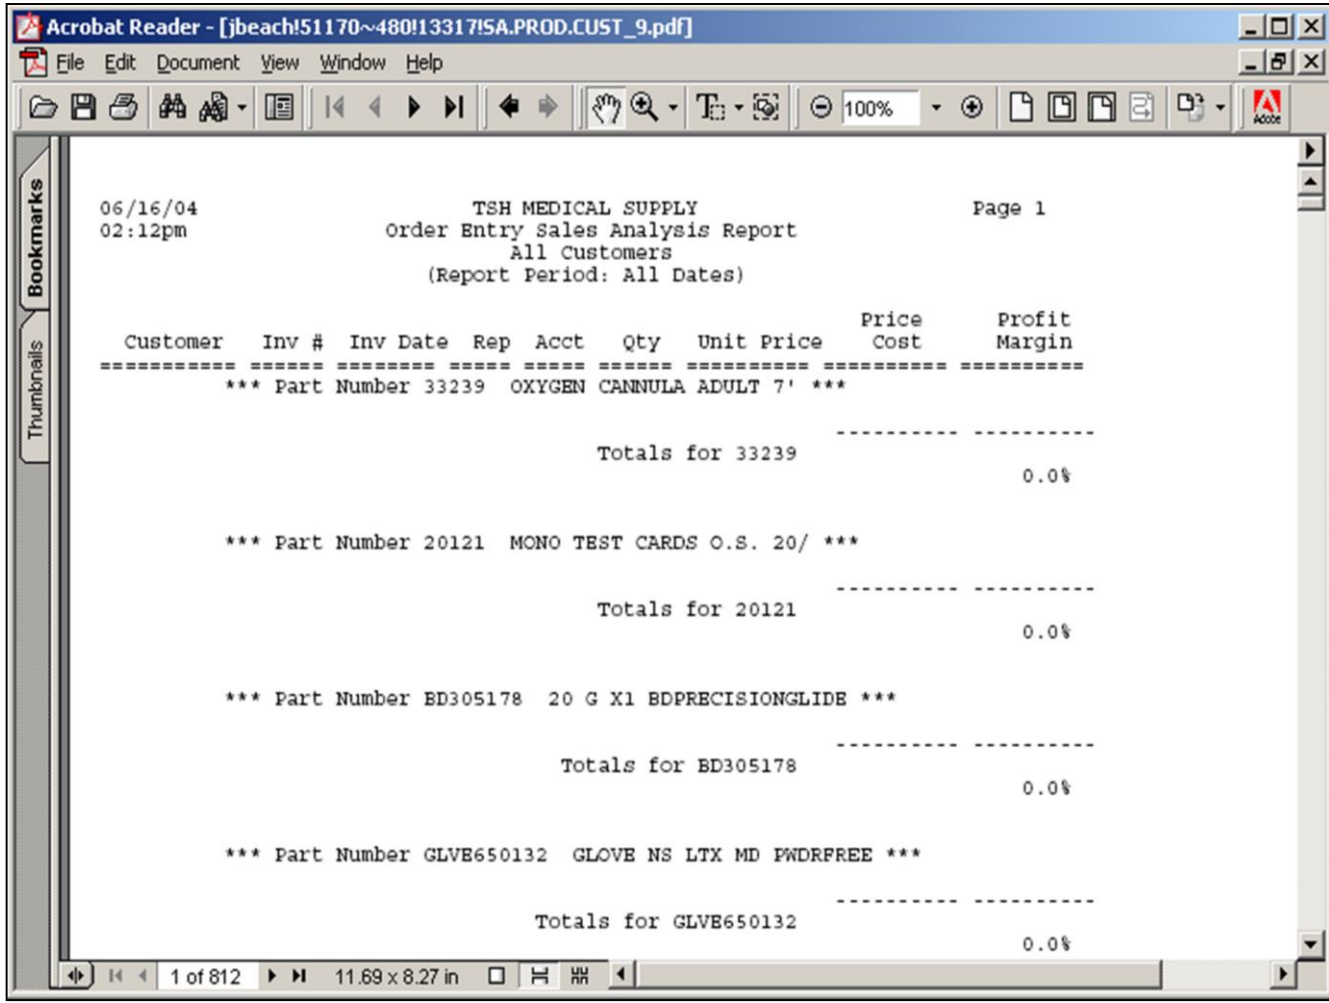 Acrobat Reader - [jbeach!51170~480!13317!SA.PROD.CUST_9.pdf]
File Edit Document View Window Help
100%
Adobe
Bookmarks
Thumbnails
06/16/04 TSH MEDICAL SUPPLY Page 1
02:12pm Order Entry Sales Analysis Report
All Customers
(Report Period: All Dates)
Price Profit
Customer Inv # Inv Date Rep Acct Qty Unit Price Cost Margin
=========== ====== ======== ===== ===== ====== ========== ========== ==========
*** Part Number 33239 OXYGEN CANNULA ADULT 7' ***
---------- ----------
Totals for 33239
0.0%
*** Part Number 20121 MONO TEST CARDS O.S. 20/ ***
---------- ----------
Totals for 20121
0.0%
*** Part Number BD305178 20 G X1 BDPRECISIONGLIDE ***
---------- ----------
Totals for BD305178
0.0%
*** Part Number GLVE650132 GLOVE NS LTX MD PWDRFREE ***
---------- ----------
Totals for GLVE650132
0.0%
1 of 812 11.69 x 8.27 in